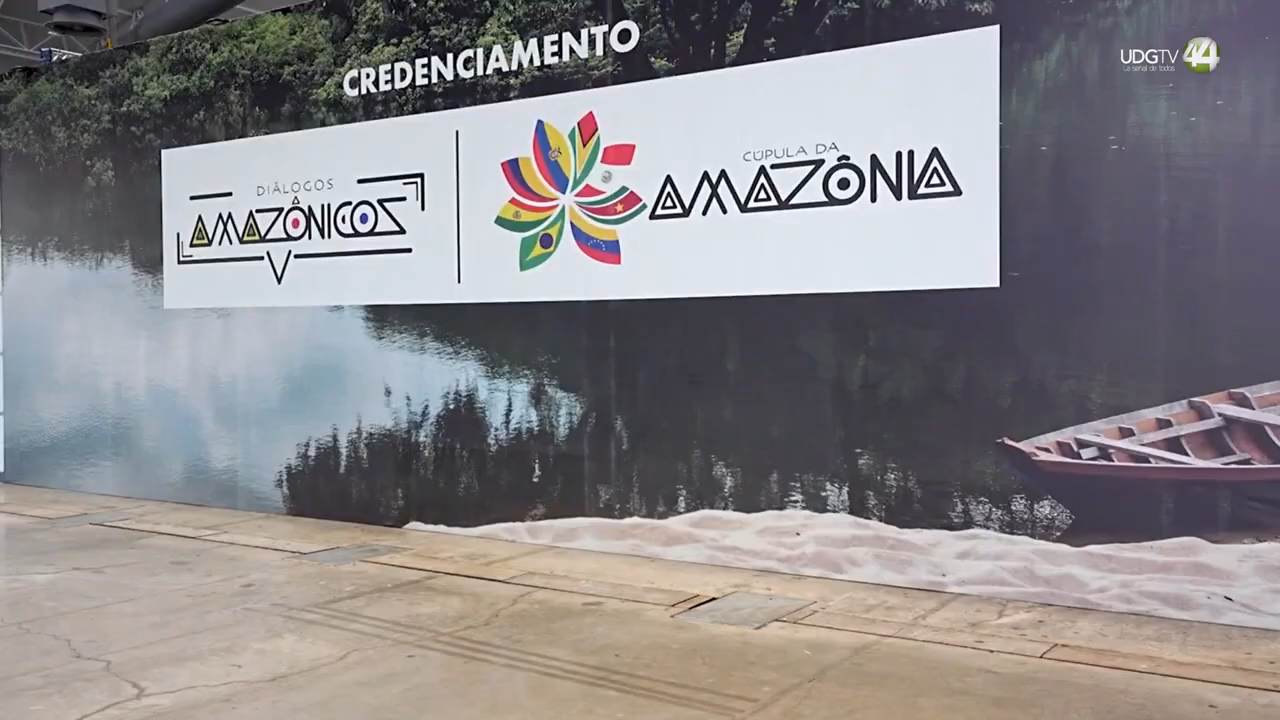 UDGTV 44
La señal de todos
CREDENCIAMENTO
DIÁLOGOS
AMAZÔNICOS
CÚPULA DA
AMAZÔNIA